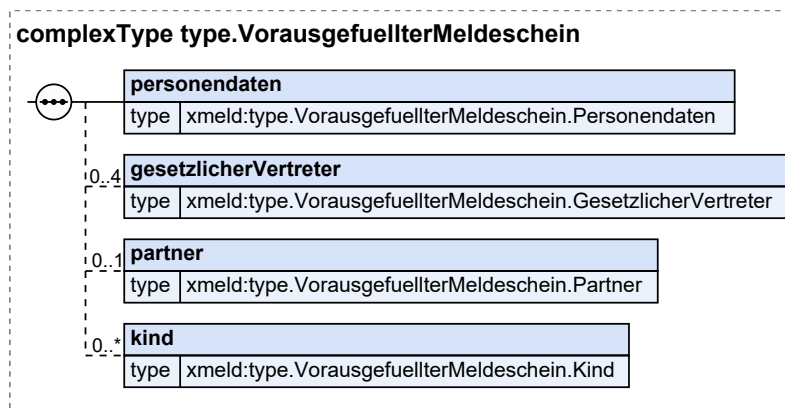 complexType type.VorausgefuellterMeldeschein
personendaten
type xmeld:type.VorausgefuellterMeldeschein.Personendaten
0..4 gesetzlicherVertreter
type xmeld:type.VorausgefuellterMeldeschein.GesetzlicherVertreter
0..1 partner
type xmeld:type.VorausgefuellterMeldeschein.Partner
0..* kind
type xmeld:type.VorausgefuellterMeldeschein.Kind